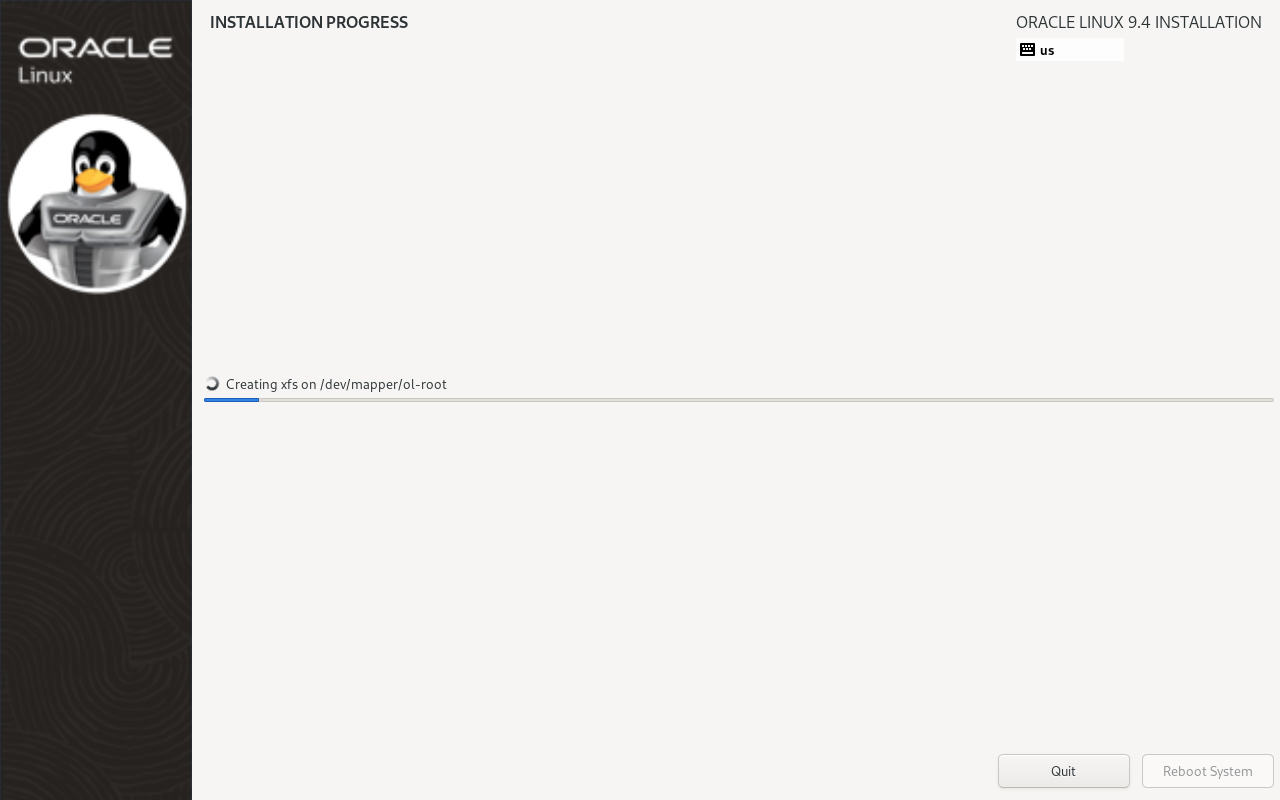 ORACLE
Linux
ORACLE
INSTALLATION PROGRESS
ORACLE LINUX 9.4 INSTALLATION
us
Creating xfs on /dev/mapper/ol-root
Quit
Reboot System